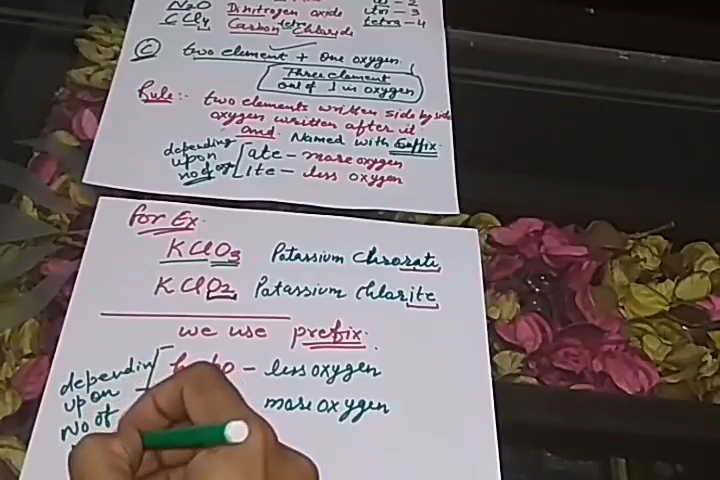 N2O Dinitrogen oxide tri - 3
CCl4 Carbon tetra Chloride tetra - 4
(C) two element + One oxygen.
Three element
out of 1 is oxygen
Rule:- two elements written side by side
oxygen written after it
and Named with Suffix
depending
upon
no of oxy
ate - more oxygen
ite - less oxygen
for Ex.
KClO3 Potassium Chrorate
KClO2 Potassium Chlorite
we use prefix.
depending
upon
No of
- less oxygen
more oxygen